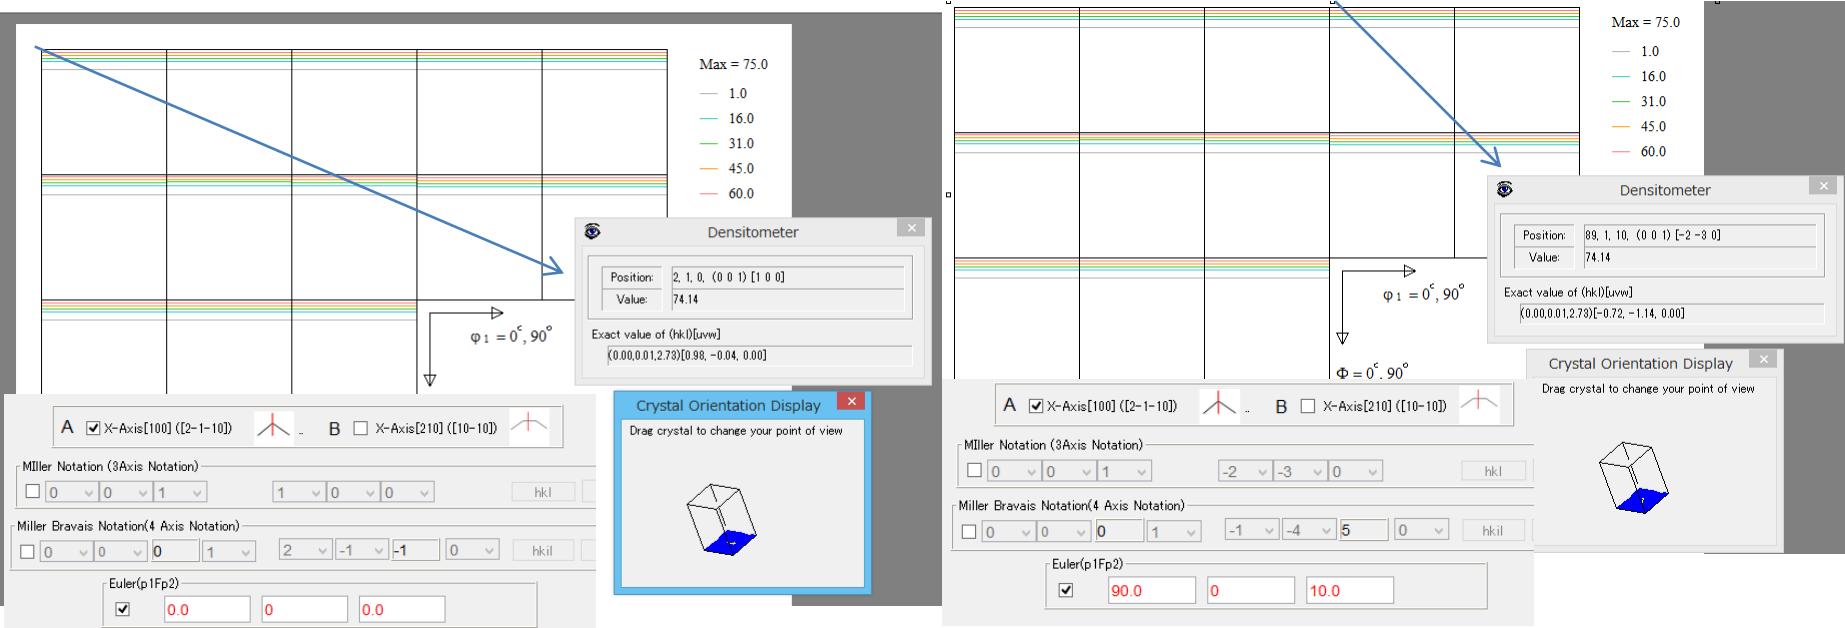 Max = 75.0
1.0
16.0
31.0
45.0
60.0
φ1 = 0°, 90°
Densitometer
Position: 2, 1, 0, (0 0 1) [1 0 0]
Value: 74.14
Exact value of (hkl)[uvw]
(0.00,0.01,2.73)[0.98, -0.04, 0.00]
Crystal Orientation Display
Drag crystal to change your point of view
A X-Axis[100] ([2-1-10]) .. B X-Axis[210] ([10-10])
MIller Notation (3Axis Notation)
0 0 1 1 0 0 hkl
Miller Bravais Notation(4 Axis Notation)
0 0 0 1 2 -1 -1 0 hkil
Euler(p1Fp2)
0.0 0 0.0
Max = 75.0
1.0
16.0
31.0
45.0
60.0
φ1 = 0°, 90°
Φ = 0°, 90°
Densitometer
Position: 89, 1, 10, (0 0 1) [-2 -3 0]
Value: 74.14
Exact value of (hkl)[uvw]
(0.00,0.01,2.73)[-0.72, -1.14, 0.00]
Crystal Orientation Display
Drag crystal to change your point of view
A X-Axis[100] ([2-1-10]) .. B X-Axis[210] ([10-10])
MIller Notation (3Axis Notation)
0 0 1 -2 -3 0 hkl
Miller Bravais Notation(4 Axis Notation)
0 0 0 1 -1 -4 5 0 hkil
Euler(p1Fp2)
90.0 0 10.0